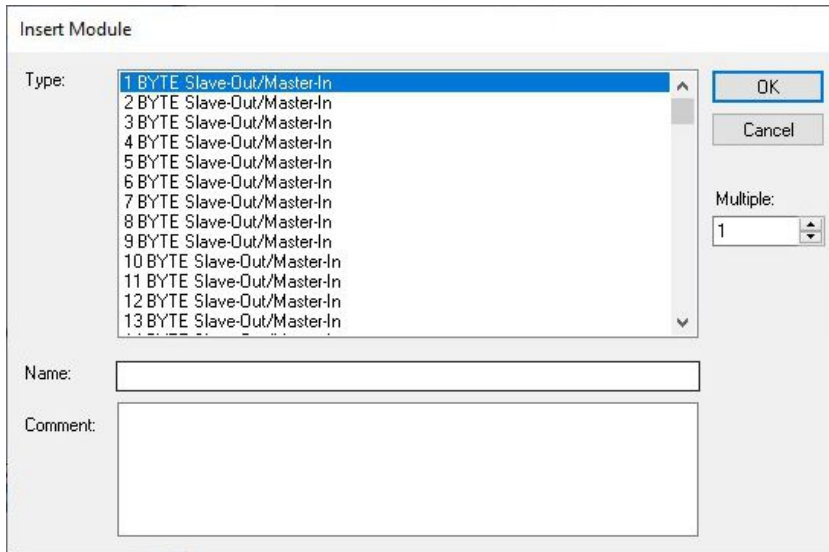 Insert Module
Type:
1 BYTE Slave-Out/Master-In
2 BYTE Slave-Out/Master-In
3 BYTE Slave-Out/Master-In
4 BYTE Slave-Out/Master-In
5 BYTE Slave-Out/Master-In
6 BYTE Slave-Out/Master-In
7 BYTE Slave-Out/Master-In
8 BYTE Slave-Out/Master-In
9 BYTE Slave-Out/Master-In
10 BYTE Slave-Out/Master-In
11 BYTE Slave-Out/Master-In
12 BYTE Slave-Out/Master-In
13 BYTE Slave-Out/Master-In
OK
Cancel
Multiple:
1
Name:
Comment: